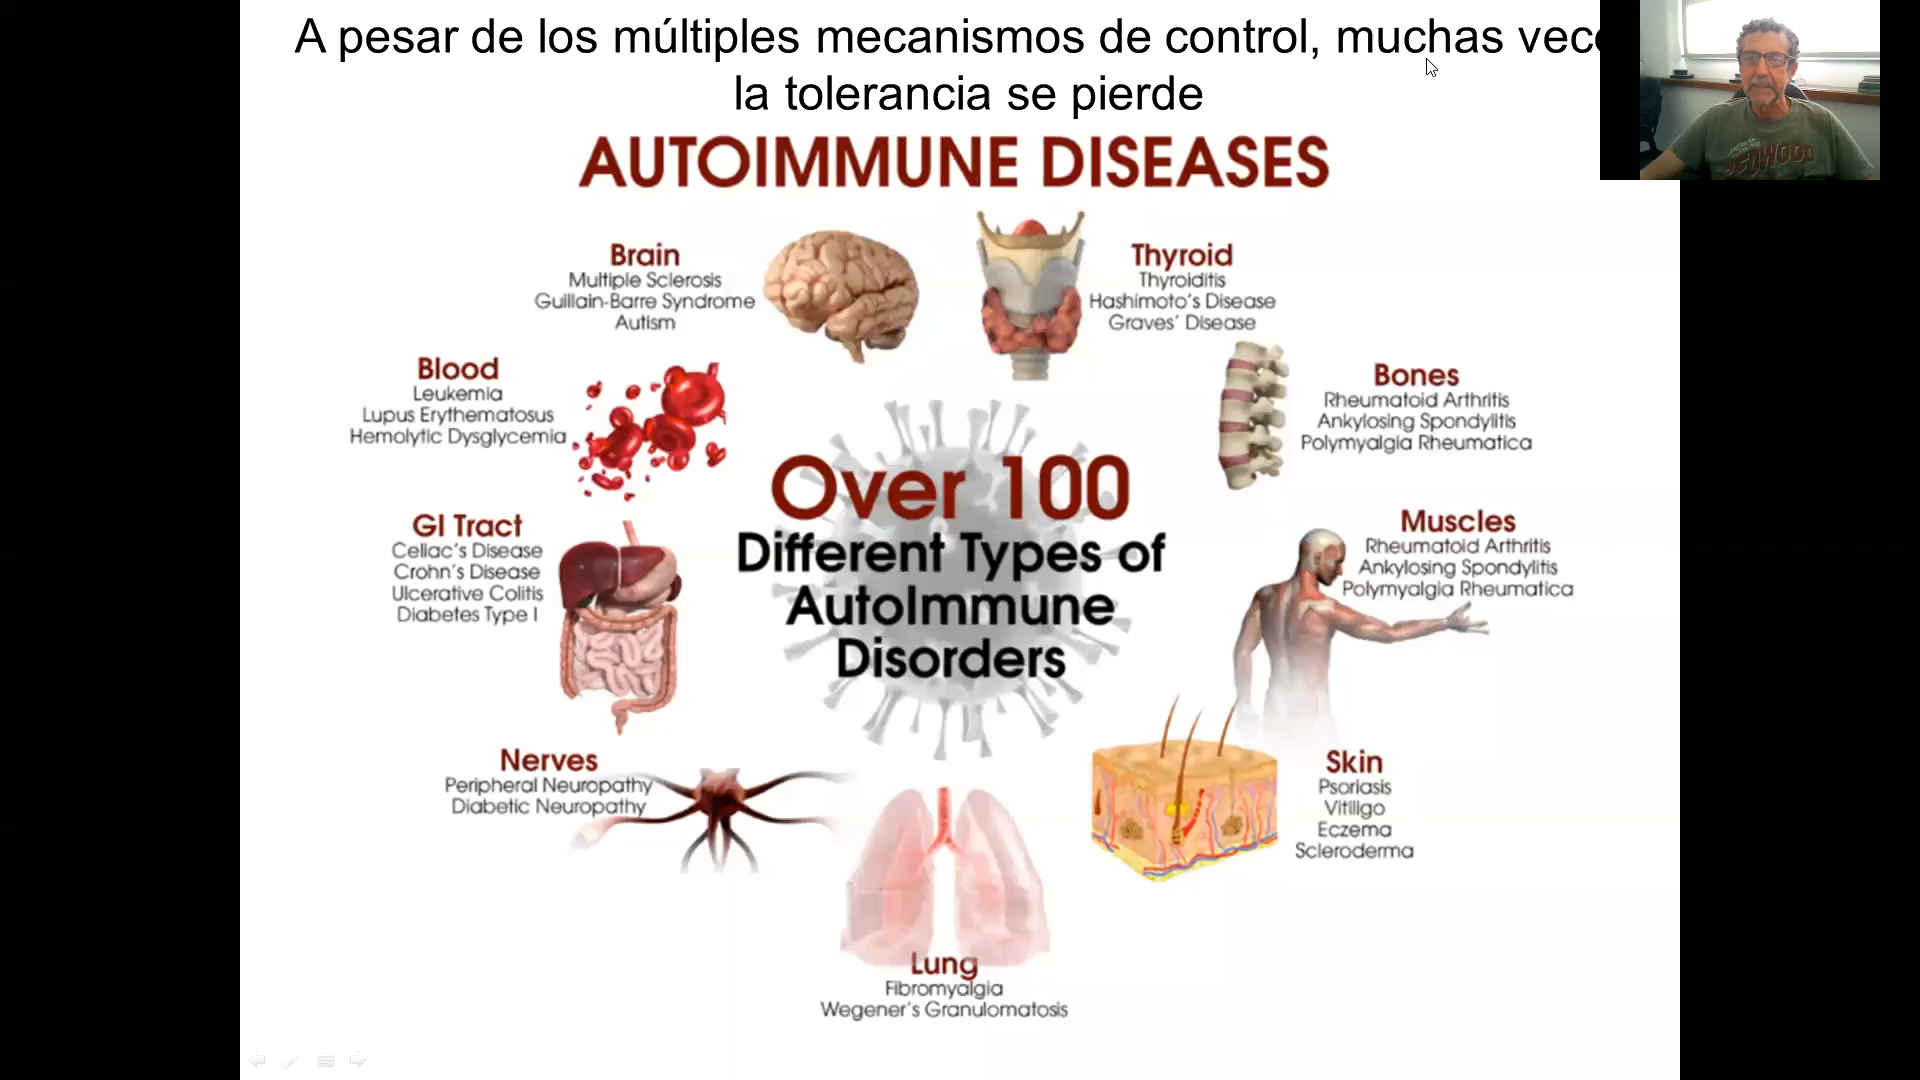 A pesar de los múltiples mecanismos de control, muchas vece
la tolerancia se pierde
AUTOIMMUNE DISEASES
Brain
Multiple Sclerosis
Guillain-Barre Syndrome
Autism
Thyroid
Thyroiditis
Hashimoto's Disease
Graves' Disease
Blood
Leukemia
Lupus Erythematosus
Hemolytic Dysglycemia
Bones
Rheumatoid Arthritis
Ankylosing Spondylitis
Polymyalgia Rheumatica
Over 100
Different Types of
AutoImmune
Disorders
GI Tract
Celiac's Disease
Crohn's Disease
Ulcerative Colitis
Diabetes Type I
Muscles
Rheumatoid Arthritis
Ankylosing Spondylitis
Polymyalgia Rheumatica
Nerves
Peripheral Neuropathy
Diabetic Neuropathy
Skin
Psoriasis
Vitiligo
Eczema
Scleroderma
Lung
Fibromyalgia
Wegener's Granulomatosis